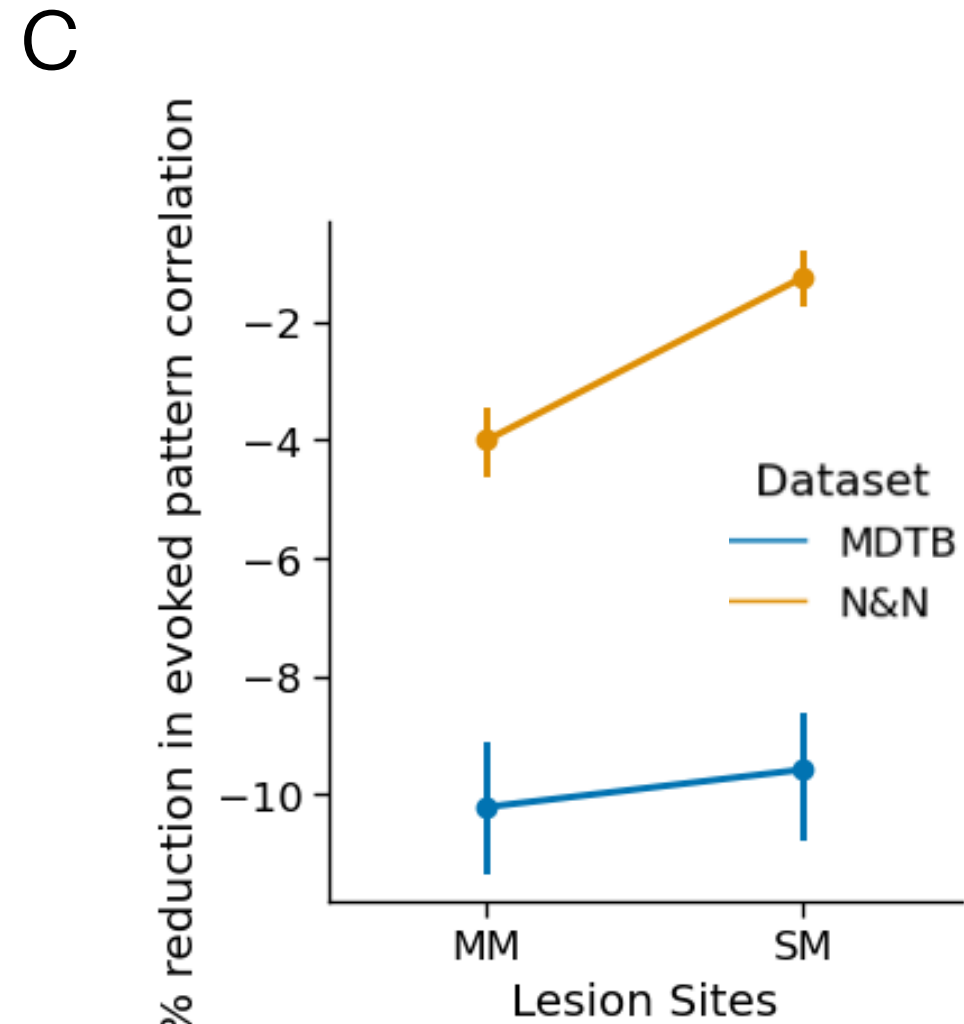 C
% reduction in evoked pattern correlation
−2
−4
−6
−8
−10
Dataset
MDTB
N&N
MM
SM
Lesion Sites